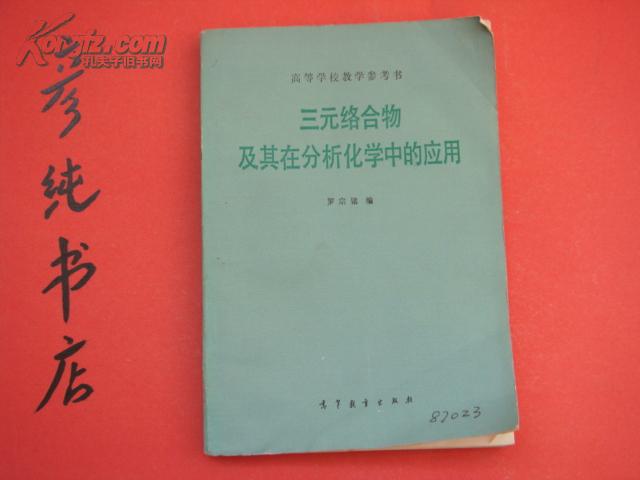 Kongfz.com
孔夫子旧书网
彦纯书店
高等学校教学参考书
三元络合物
及其在分析化学中的应用
罗宗铭 编
高等教育出版社
87023